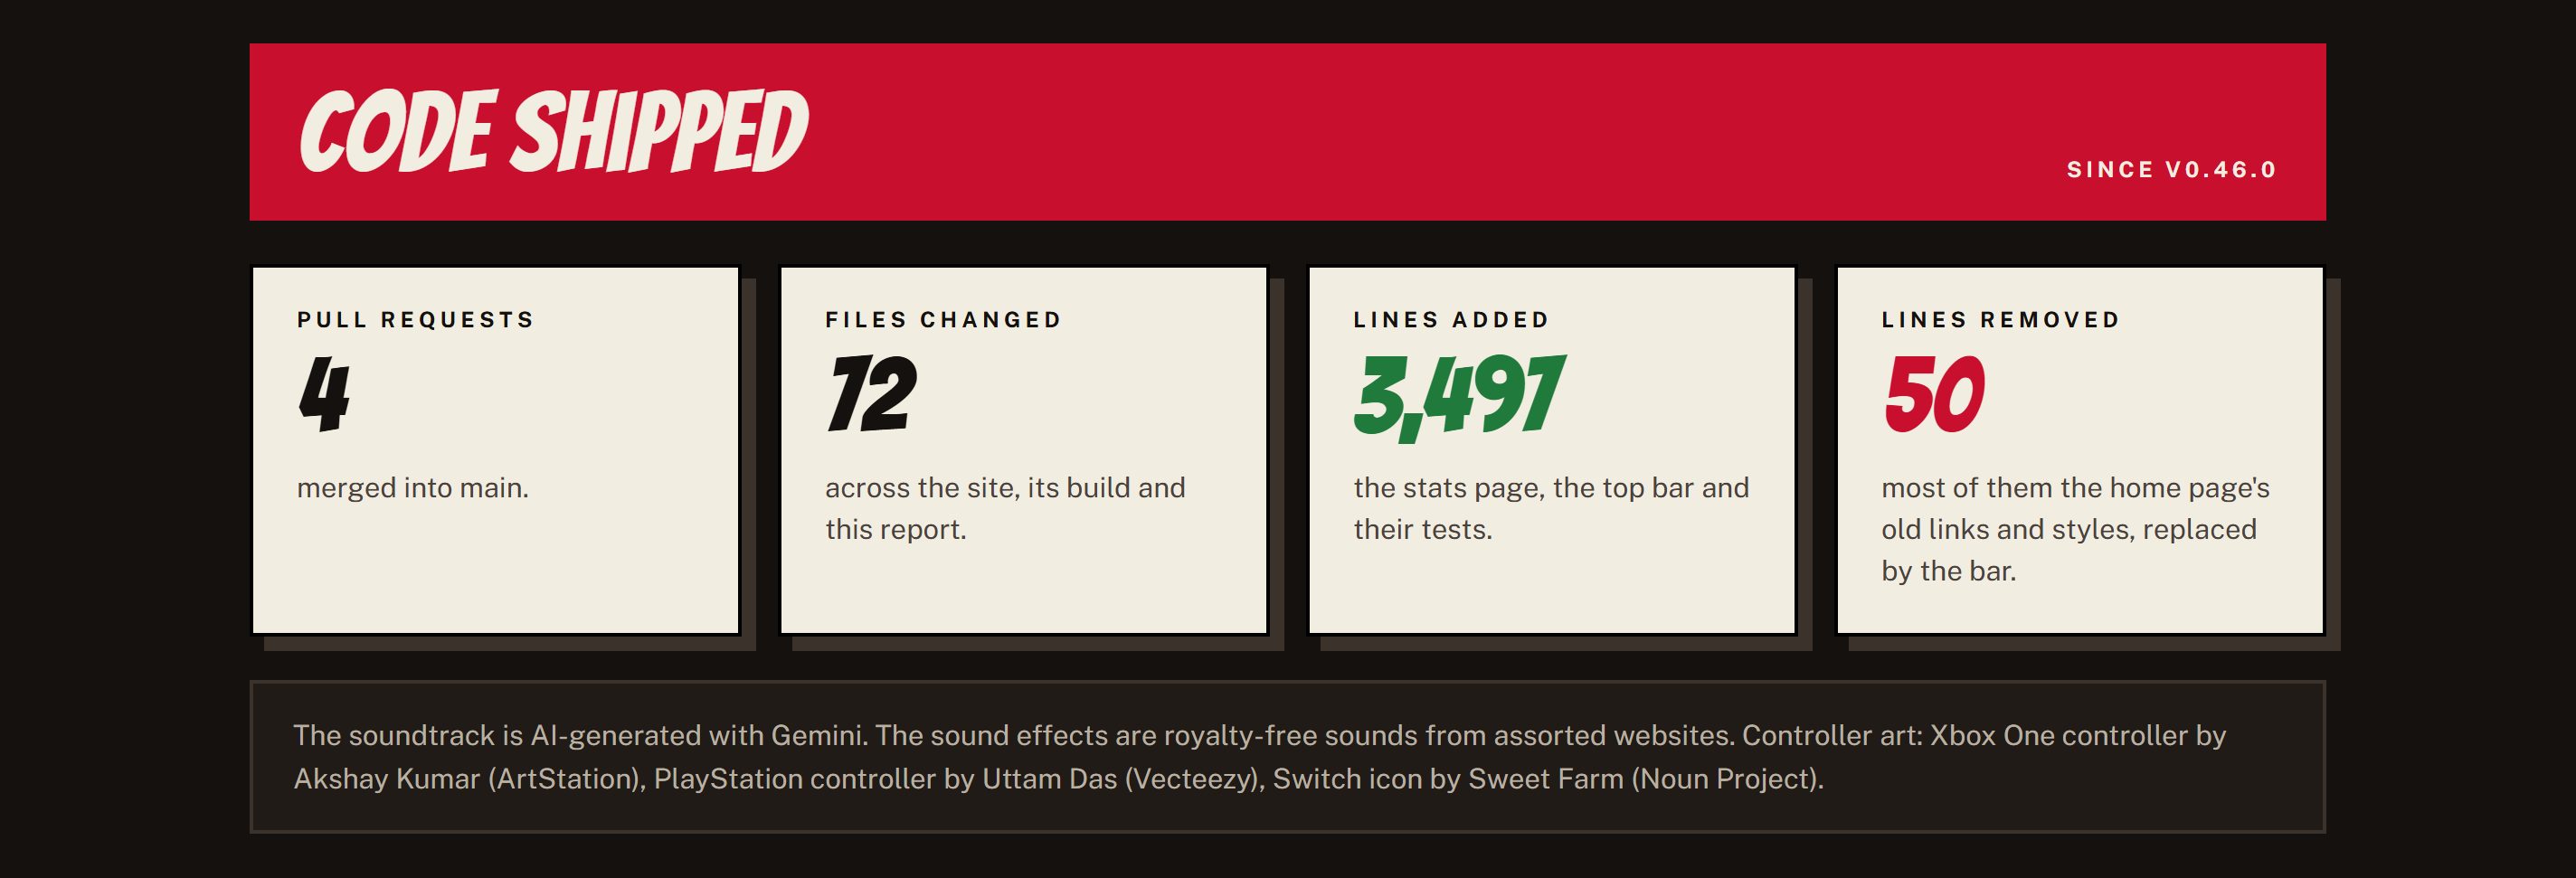 CODE SHIPPED
SINCE V0.46.0
PULL REQUESTS
4
merged into main.
FILES CHANGED
72
across the site, its build and
this report.
LINES ADDED
3,497
the stats page, the top bar and
their tests.
LINES REMOVED
50
most of them the home page's
old links and styles, replaced
by the bar.
The soundtrack is AI-generated with Gemini. The sound effects are royalty-free sounds from assorted websites. Controller art: Xbox One controller by
Akshay Kumar (ArtStation), PlayStation controller by Uttam Das (Vecteezy), Switch icon by Sweet Farm (Noun Project).